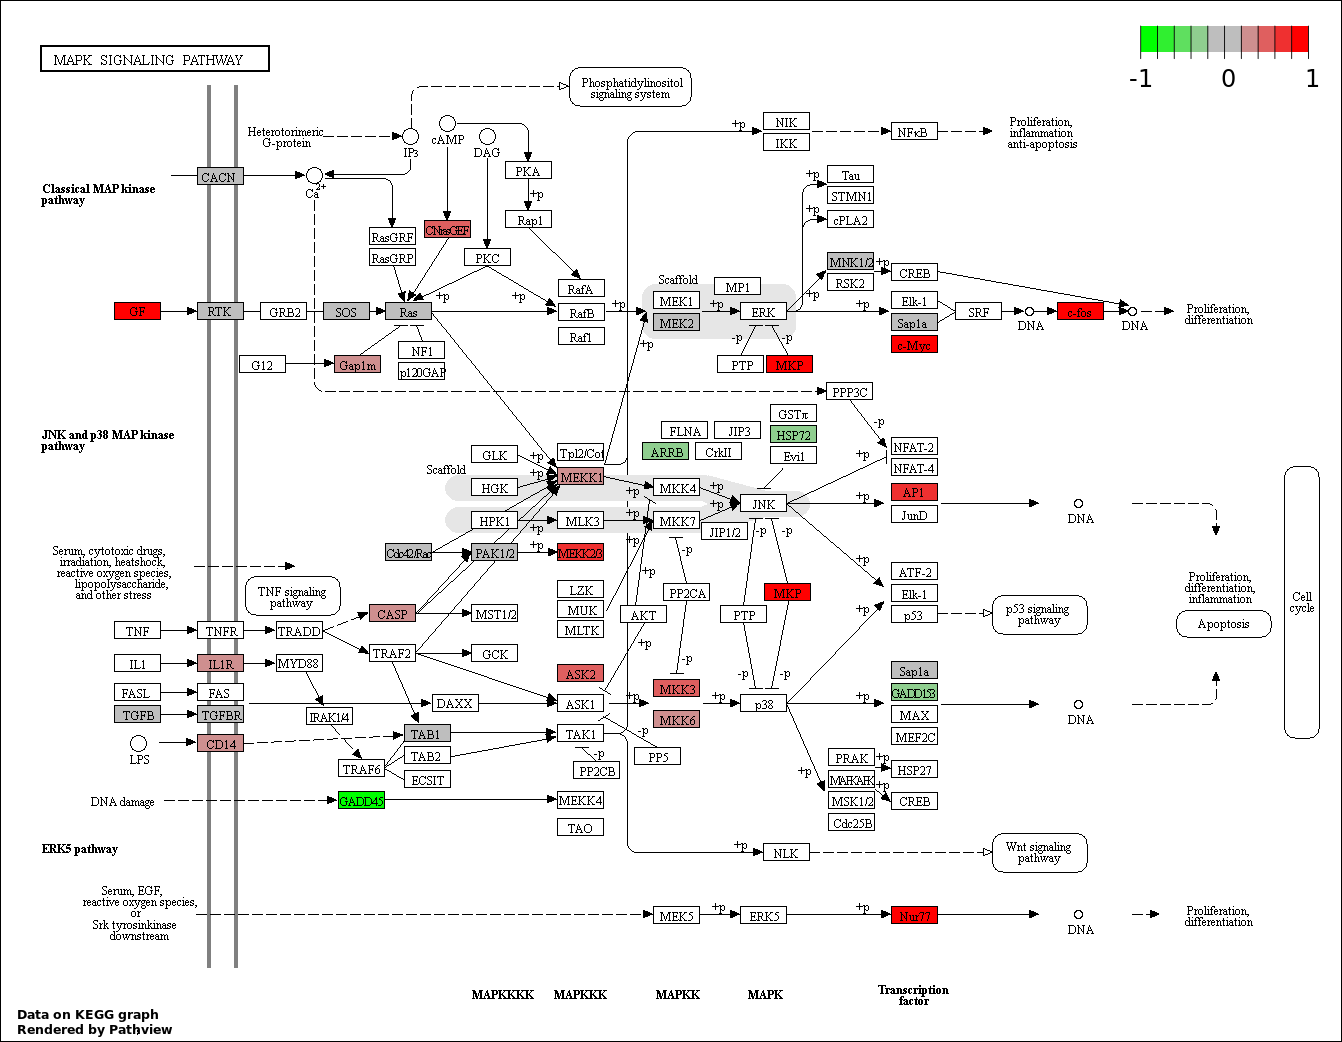 MAPK SIGNALING PATHWAY
-1 0 1
Phosphatidylinositol
signaling system
Heterotorimeric
G-protein
IP3
cAMP
DAG
+p
NIK
IKK
NFκB
Proliferation,
inflammation
anti-apoptosis
Classical MAP kinase
pathway
CACN
Ca2+
PKA
+p
Rap1
RasGRF
RasGRP
CNrasGEF
PKC
+p
Tau
STMN1
+p
cPLA2
MNK1/2
+p
RSK2
CREB
Scaffold
MP1
RafA
RafB
Raf1
GF
RTK
GRB2
SOS
Ras
+p
+p
+p
MEK1
MEK2
+p
ERK
+p
+p
Elk-1
Sap1a
c-Myc
SRF
DNA
c-fos
DNA
Proliferation,
differentiation
G12
Gap1m
NF1
p120GAP
+p
-p
-p
PTP
MKP
PPP3C
-p
JNK and p38 MAP kinase
pathway
Scaffold
GLK
HGK
HPK1
+p
+p
Tpl2/Cot
MEKK1
MLK3
+p
+p
FLNA
JIP3
ARRB
CrkII
GSTπ
HSP72
Evi1
MKK4
MKK7
+p
+p
JNK
JIP1/2
+p
+p
NFAT-2
NFAT-4
AP1
JunD
DNA
Cell
cycle
Serum, cytotoxic drugs,
irradiation, heatshock,
reactive oxygen species,
lipopolysaccharide,
and other stress
Cdc42/Rac
PAK1/2
+p
MEKK2/3
+p
-p
-p
-p
+p
TNF signaling
pathway
CASP
MST1/2
LZK
MUK
MLTK
+p
AKT
PP2CA
PTP
MKP
ATF-2
Elk-1
p53
+p
p53 signaling
pathway
Proliferation,
differentiation,
inflammation
Apoptosis
TNF
TNFR
TRADD
IL1
IL1R
MYD88
TRAF2
GCK
+p
-p
-p
-p
ASK2
MKK3
MKK6
FASL
FAS
DAXX
ASK1
+p
+p
p38
+p
Sap1a
GADD153
MAX
MEF2C
DNA
TGFB
TGFBR
IRAK1/4
TAB1
TAK1
-p
LPS
CD14
TRAF6
TAB2
ECSIT
-p
PP2CB
PP5
+p
PRAK
MAPKAPK
MSK1/2
Cdc25B
+p
+p
HSP27
CREB
DNA damage
GADD45
MEKK4
TAO
ERK5 pathway
+p
NLK
Wnt signaling
pathway
Serum, EGF,
reactive oxygen species,
or
Srk tyrosinkinase
downstream
MEK5
+p
ERK5
+p
Nur77
DNA
Proliferation,
differentiation
MAPKKKK
MAPKKK
MAPKK
MAPK
Transcription
factor
Data on KEGG graph
Rendered by Pathview